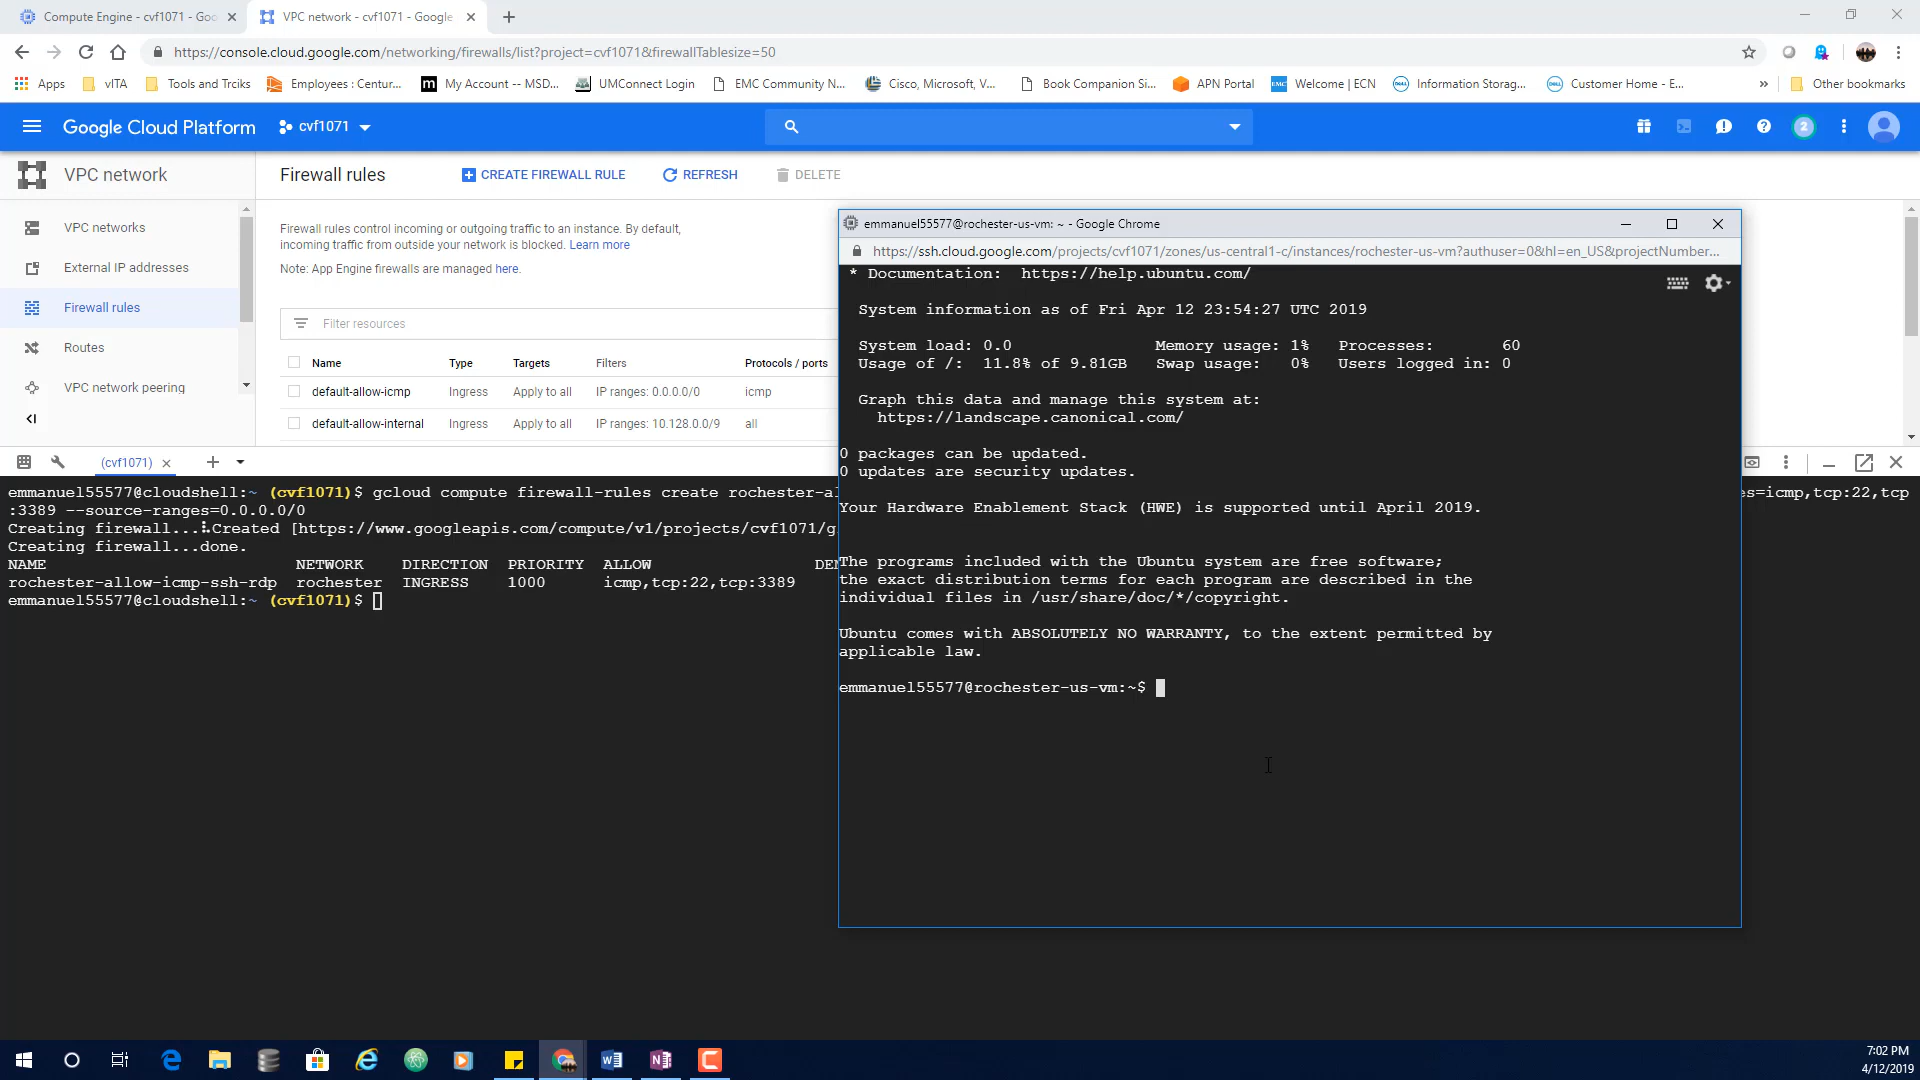 Compute Engine - cvf1071 - Goo
VPC network - cvf1071 - Google
https://console.cloud.google.com/networking/firewalls/list?project=cvf1071&firewallTablesize=50
Apps
vITA
Tools and Trciks
Employees : Centur...
m
My Account -- MSD...
UMConnect Login
EMC Community N...
Cisco, Microsoft, V...
Book Companion Si...
APN Portal
EMC
Welcome | ECN
DELL
Information Storag...
DELL
Customer Home - E...
»
Other bookmarks
Google Cloud Platform
cvf1071
2
VPC network
Firewall rules
CREATE FIREWALL RULE
REFRESH
DELETE
VPC networks
External IP addresses
Firewall rules
Routes
VPC network peering
Firewall rules control incoming or outgoing traffic to an instance. By default,
incoming traffic from outside your network is blocked. Learn more
Note: App Engine firewalls are managed here.
Filter resources
Name Type Targets Filters Protocols / ports
default-allow-icmp Ingress Apply to all IP ranges: 0.0.0.0/0 icmp
default-allow-internal Ingress Apply to all IP ranges: 10.128.0.0/9 all
(cvf1071)
emmanuel55577@cloudshell:~ (cvf1071)$ gcloud compute firewall-rules create rochester-al
es=icmp,tcp:22,tcp
:3389 --source-ranges=0.0.0.0/0
Creating firewall...⠧Created [https://www.googleapis.com/compute/v1/projects/cvf1071/g
Creating firewall...done.
NAME NETWORK DIRECTION PRIORITY ALLOW DEN
rochester-allow-icmp-ssh-rdp rochester INGRESS 1000 icmp,tcp:22,tcp:3389
emmanuel55577@cloudshell:~ (cvf1071)$
emmanuel55577@rochester-us-vm: ~ - Google Chrome
https://ssh.cloud.google.com/projects/cvf1071/zones/us-central1-c/instances/rochester-us-vm?authuser=0&hl=en_US&projectNumber...
* Documentation: https://help.ubuntu.com/
System information as of Fri Apr 12 23:54:27 UTC 2019
System load: 0.0 Memory usage: 1% Processes: 60
Usage of /: 11.8% of 9.81GB Swap usage: 0% Users logged in: 0
Graph this data and manage this system at:
https://landscape.canonical.com/
0 packages can be updated.
0 updates are security updates.
Your Hardware Enablement Stack (HWE) is supported until April 2019.
The programs included with the Ubuntu system are free software;
the exact distribution terms for each program are described in the
individual files in /usr/share/doc/*/copyright.
Ubuntu comes with ABSOLUTELY NO WARRANTY, to the extent permitted by
applicable law.
emmanuel55577@rochester-us-vm:~$
7:02 PM
4/12/2019